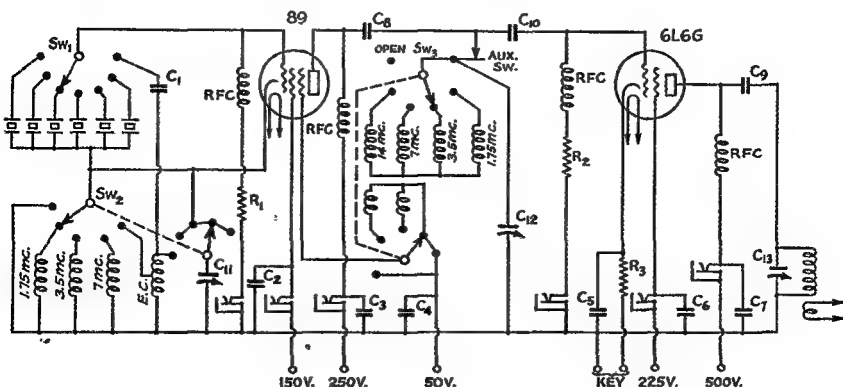 89
6L6G
C8
C10
SW1
OPEN
SW3
AUX. SW.
C1
RFC
RFC
RFC
C9
RFC
14 mc.
7 mc.
3.5 mc.
1.75 mc.
R2
SW2
R1
C11
C12
C13
1.75 mc.
3.5 mc.
7 mc.
E.C.
C2
C3
C4
C5
R3
C6
C7
150V.
250V.
50V.
KEY
225V.
500V.